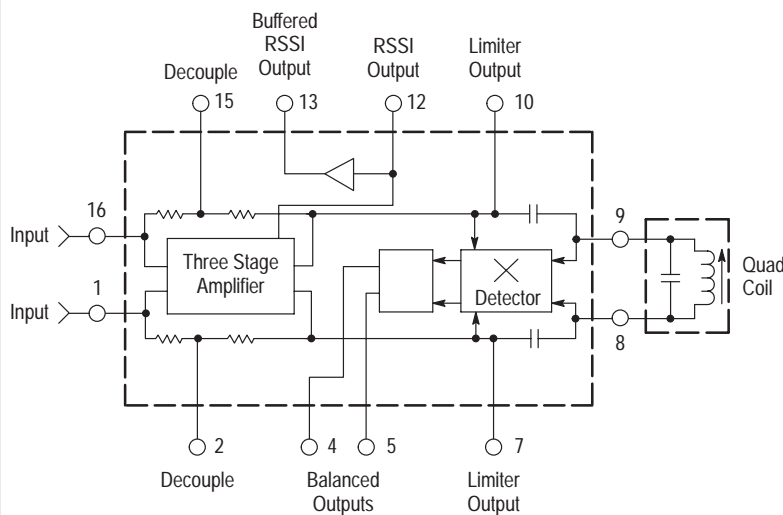 Buffered
RSSI
Output
RSSI
Output
Limiter
Output
Decouple
15
13
12
10
16
Input
1
Input
Three Stage
Amplifier
Detector
9
8
Quad
Coil
2
4
5
7
Decouple
Balanced
Outputs
Limiter
Output